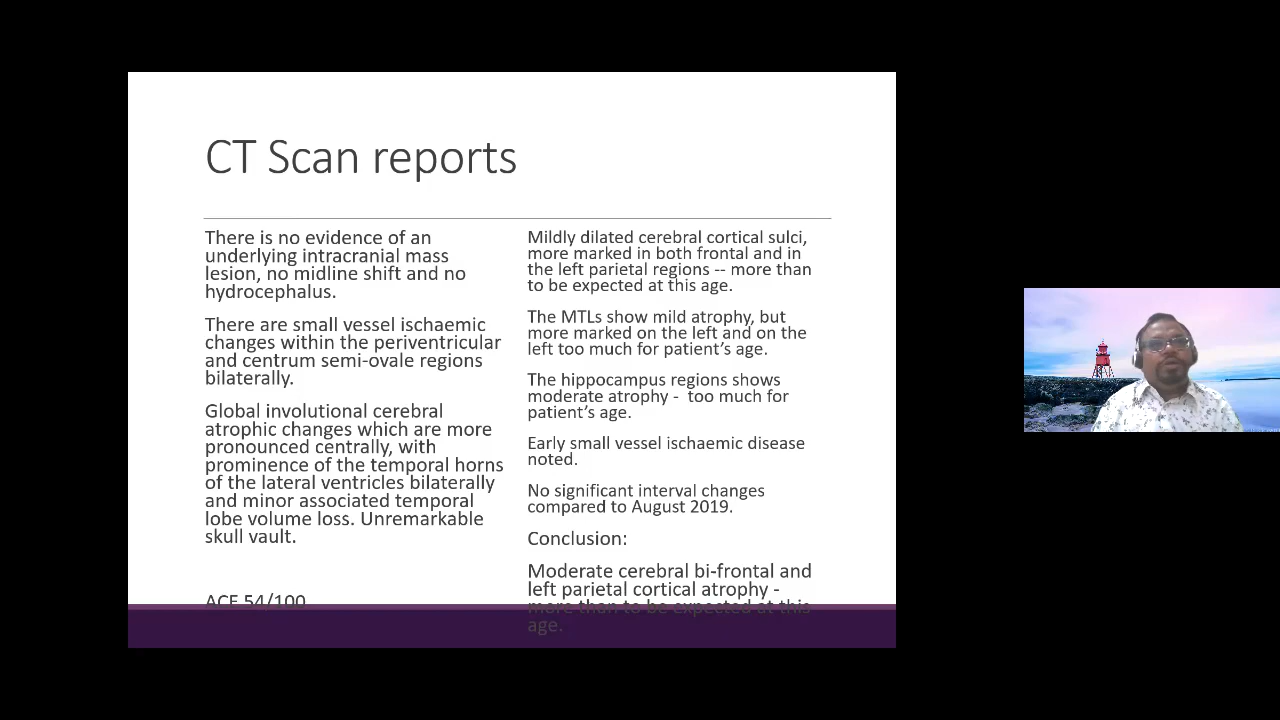 CT Scan reports
There is no evidence of an
underlying intracranial mass
lesion, no midline shift and no
hydrocephalus.
There are small vessel ischaemic
changes within the periventricular
and centrum semi-ovale regions
bilaterally.
Global involutional cerebral
atrophic changes which are more
pronounced centrally, with
prominence of the temporal horns
of the lateral ventricles bilaterally
and minor associated temporal
lobe volume loss. Unremarkable
skull vault.
ACE 54/100
Mildly dilated cerebral cortical sulci,
more marked in both frontal and in
the left parietal regions -- more than
to be expected at this age.
The MTLs show mild atrophy, but
more marked on the left and on the
left too much for patient’s age.
The hippocampus regions shows
moderate atrophy -  too much for
patient’s age.
Early small vessel ischaemic disease
noted.
No significant interval changes
compared to August 2019.
Conclusion:
Moderate cerebral bi-frontal and
left parietal cortical atrophy -
more than to be expected at this
age.